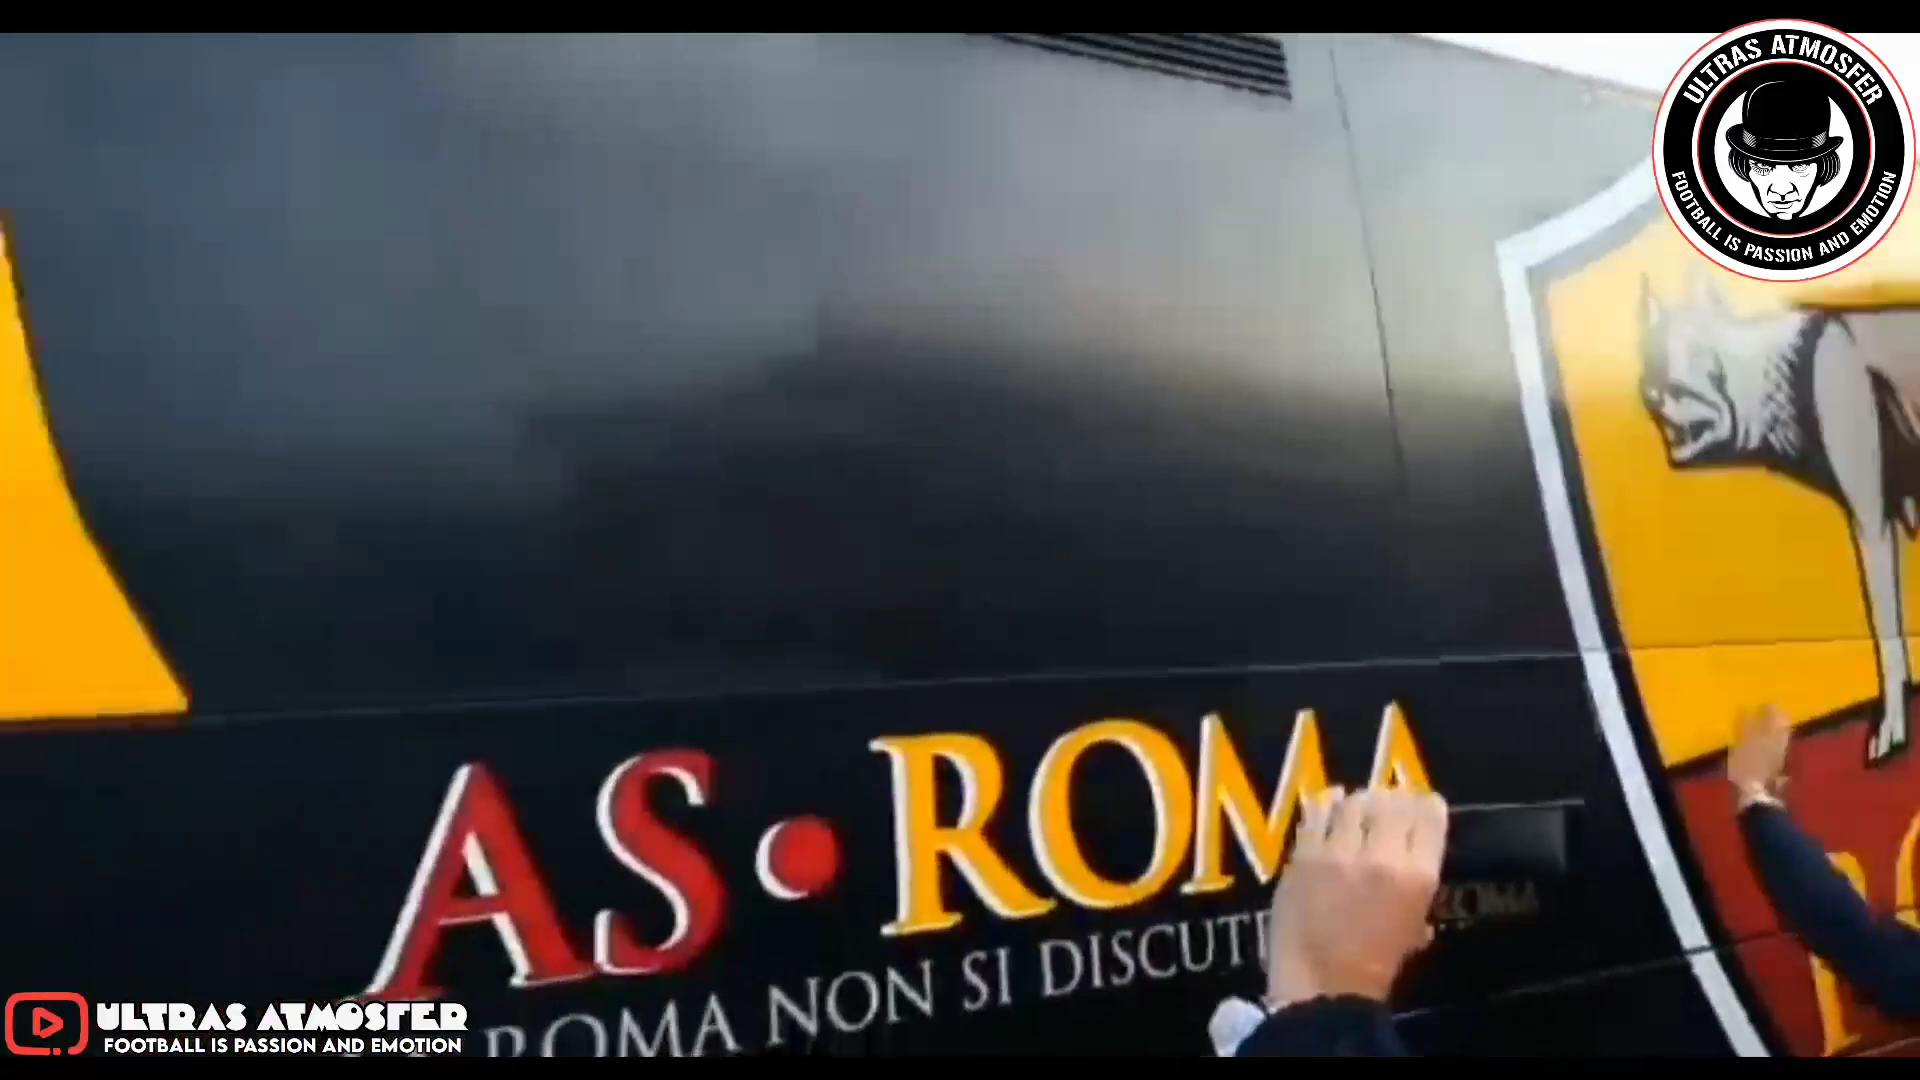 ULTRAS ATMOSFER
FOOTBALL IS PASSION AND EMOTION
AS•ROMA
ROMA NON SI DISCUTE
ROMA
ULTRAS ATMOSFER
FOOTBALL IS PASSION AND EMOTION